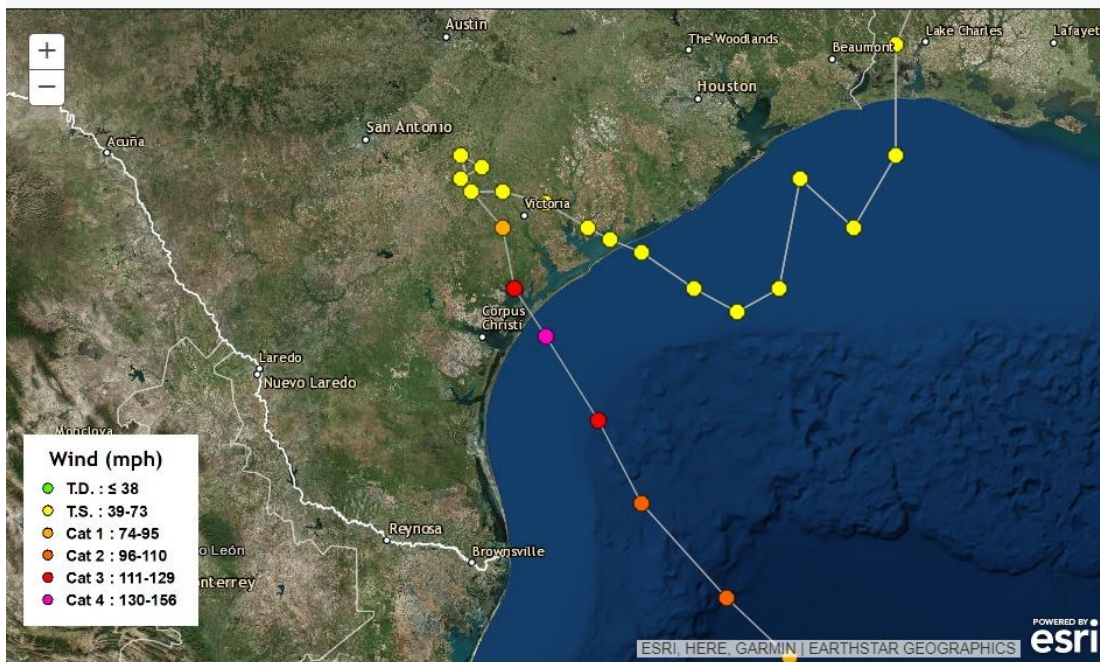 +
−
Austin
The Woodlands
Lake Charles
Lafayet
Beaumont
Houston
San Antonio
Acuña
Victoria
Corpus
Christi
Laredo
Nuevo Laredo
Monclova
Wind (mph)
T.D. : ≤ 38
T.S. : 39-73
Cat 1 : 74-95
Cat 2 : 96-110
Cat 3 : 111-129
Cat 4 : 130-156
Reynosa
Brownsville
o León
onterrey
ESRI, HERE, GARMIN | EARTHSTAR GEOGRAPHICS
POWERED BY
esri